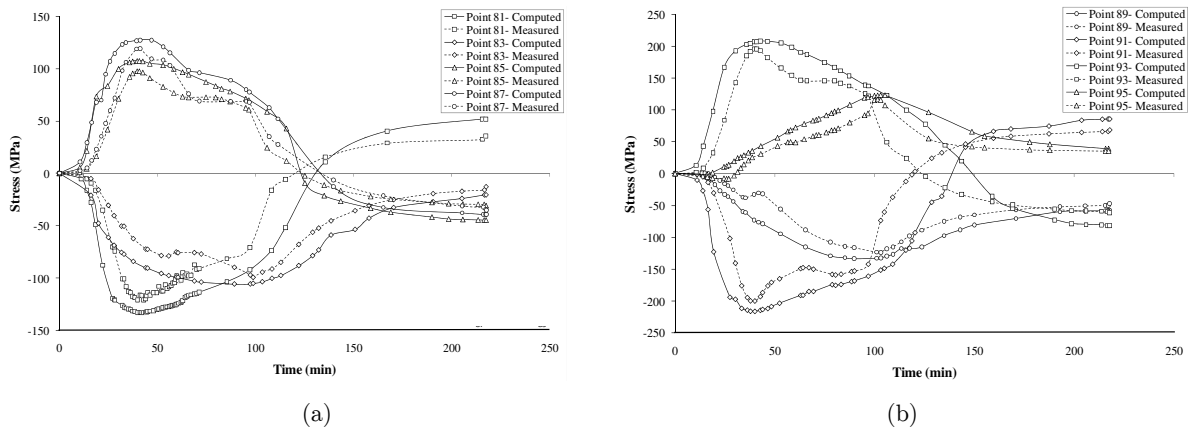 150
100
50
0
-50
-100
-150
Stress (MPa)
0
50
100
150
200
250
Time (min)
Point 81- Computed
Point 81- Measured
Point 83- Computed
Point 83- Measured
Point 85- Computed
Point 85- Measured
Point 87- Computed
Point 87- Measured
(a)
250
200
150
100
50
0
-50
-100
-150
-200
-250
Stress (MPa)
0
50
100
150
200
250
Time (min)
Point 89- Computed
Point 89- Measured
Point 91- Computed
Point 91- Measured
Point 93- Computed
Point 93- Measured
Point 95- Computed
Point 95- Measured
(b)